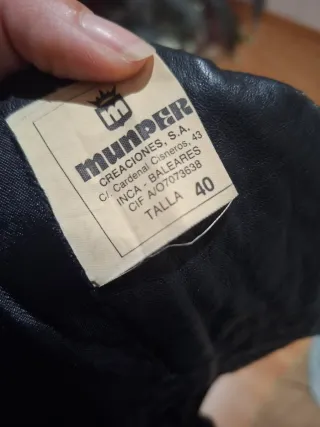 m
MUNPER
CREACIONES, S.A.
C/. Cardenal Cisneros, 43
INCA - BALEARES
CIF A/07073638
TALLA 40